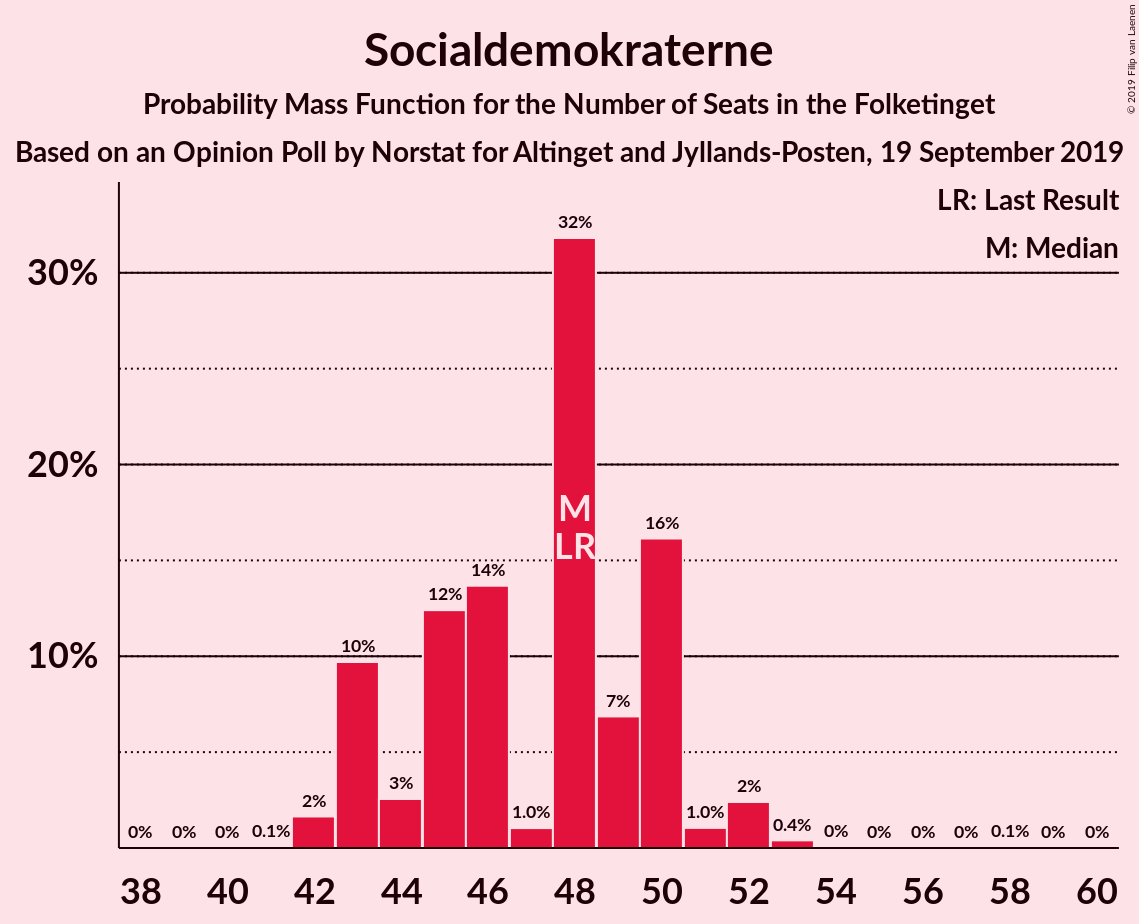 © 2019 Filip van Laenen
Socialdemokraterne
Probability Mass Function for the Number of Seats in the Folketinget
Based on an Opinion Poll by Norstat for Altinget and Jyllands-Posten, 19 September 2019
LR: Last Result
M: Median
30%
20%
10%
0% 0% 0% 0.1% 2% 10% 3% 12% 14% 1.0% 32% 7% 16% 1.0% 2% 0.4% 0% 0% 0% 0% 0.1% 0% 0%
M
LR
38 40 42 44 46 48 50 52 54 56 58 60